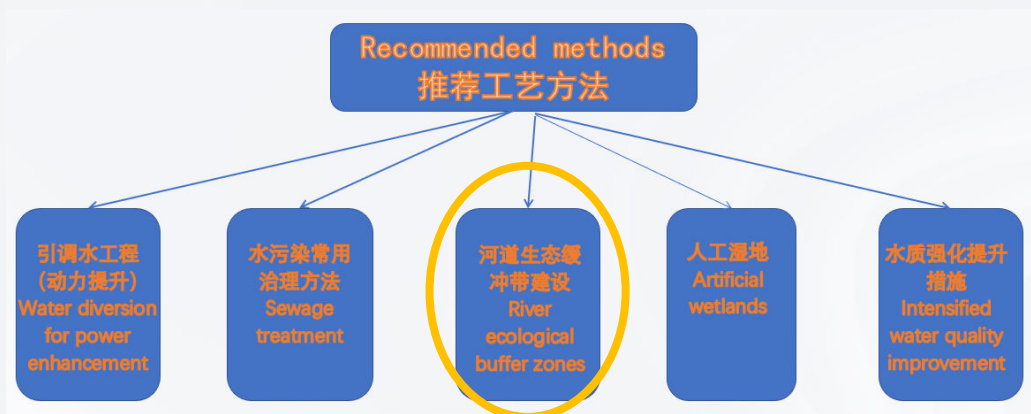 Recommended methods
推荐工艺方法
引调水工程
(动力提升)
Water diversion
for power
enhancement
水污染常用
治理方法
Sewage
treatment
河道生态缓
冲带建设
River
ecological
buffer zones
人工湿地
Artificial
wetlands
水质强化提升
措施
Intensified
water quality
improvement